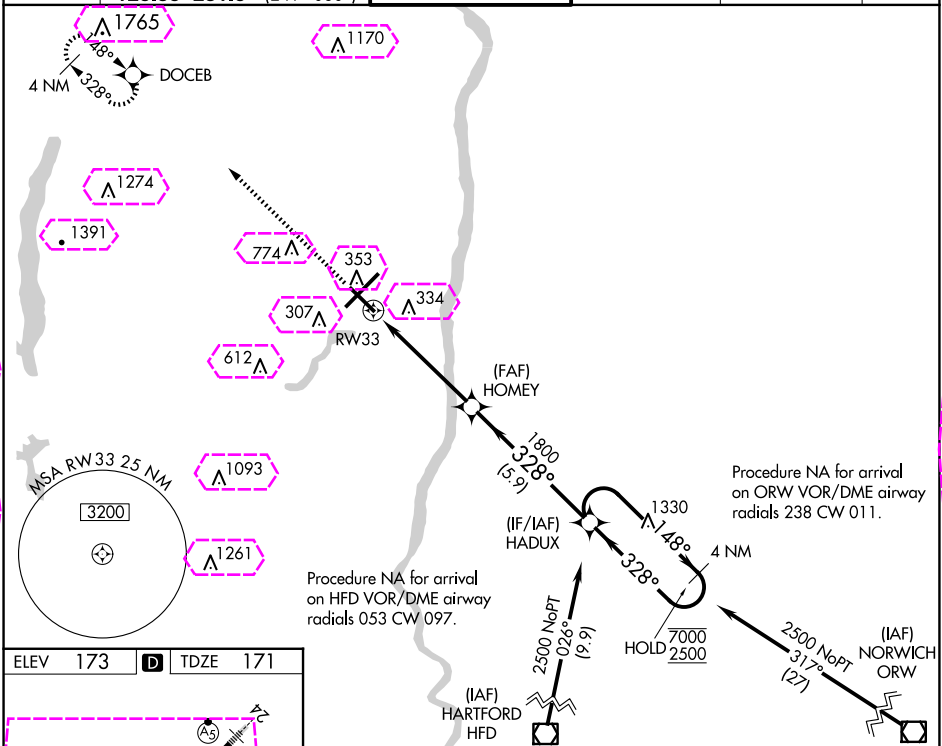 1765
148°
328°
4 NM
DOCEB
1170
1274
1391
774
353
334
307
RW33
612
(FAF)
HOMEY
1800
328°
(5.9)
MSA RW33 25 NM
3200
1093
1261
(IF/IAF)
HADUX
1330
148°
328°
4 NM
Procedure NA for arrival
on ORW VOR/DME airway
radials 238 CW 011.
Procedure NA for arrival
on HFD VOR/DME airway
radials 053 CW 097.
HOLD 7000
2500
2500 NoPT
026°
(9.9)
2500 NoPT
317°
(27)
(IAF)
NORWICH
ORW
(IAF)
HARTFORD
HFD
ELEV 173 D TDZE 171
A5
24